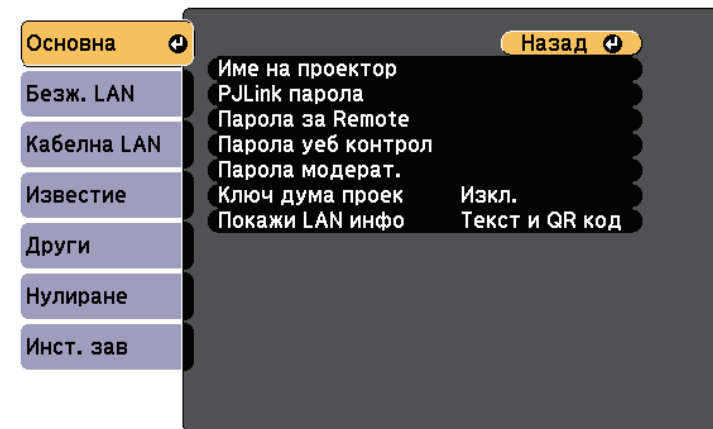 Основна
Безж. LAN
Кабелна LAN
Известие
Други
Нулиране
Инст. зав
Назад
Име на проектор
PJLink парола
Парола за Remote
Парола уеб контрол
Парола модерат.
Ключ дума проек Изкл.
Покажи LAN инфо Текст и QR код